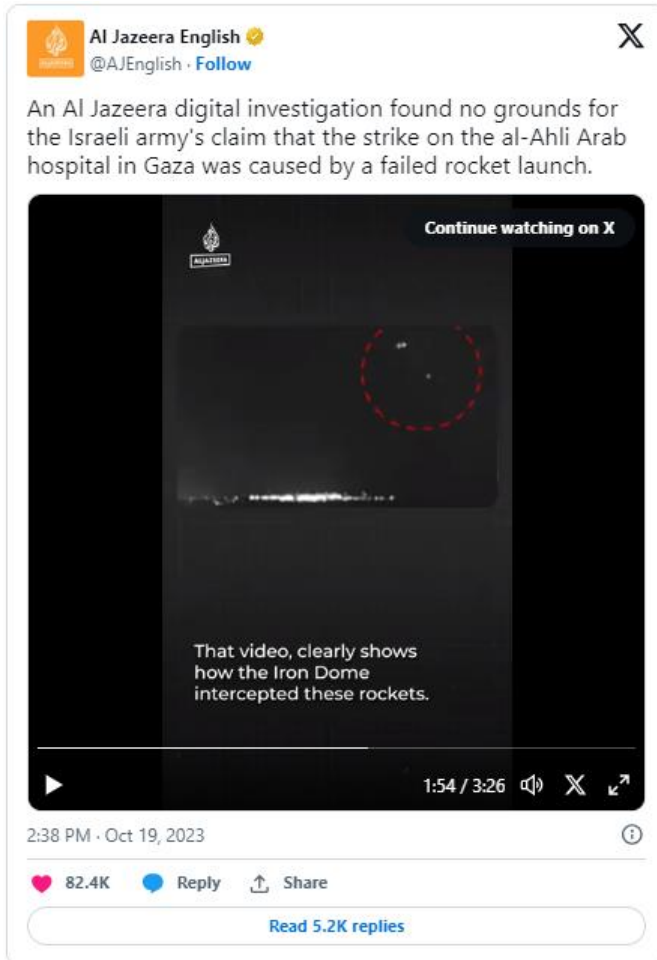 Al Jazeera English
@AJEnglish · Follow
An Al Jazeera digital investigation found no grounds for
the Israeli army's claim that the strike on the al-Ahli Arab
hospital in Gaza was caused by a failed rocket launch.
Continue watching on X
ALJAZEERA
That video, clearly shows
how the Iron Dome
intercepted these rockets.
1:54 / 3:26
2:38 PM · Oct 19, 2023
82.4K Reply Share
Read 5.2K replies